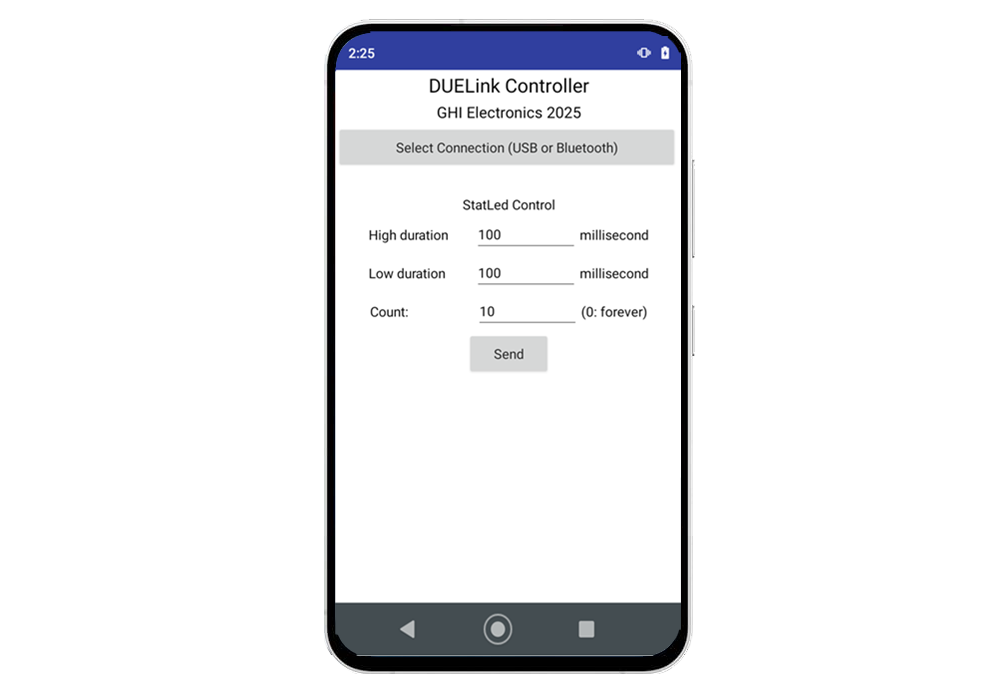 2:25
DUELink Controller
GHI Electronics 2025
Select Connection (USB or Bluetooth)
StatLed Control
High duration 100 millisecond
Low duration 100 millisecond
Count: 10 (0: forever)
Send